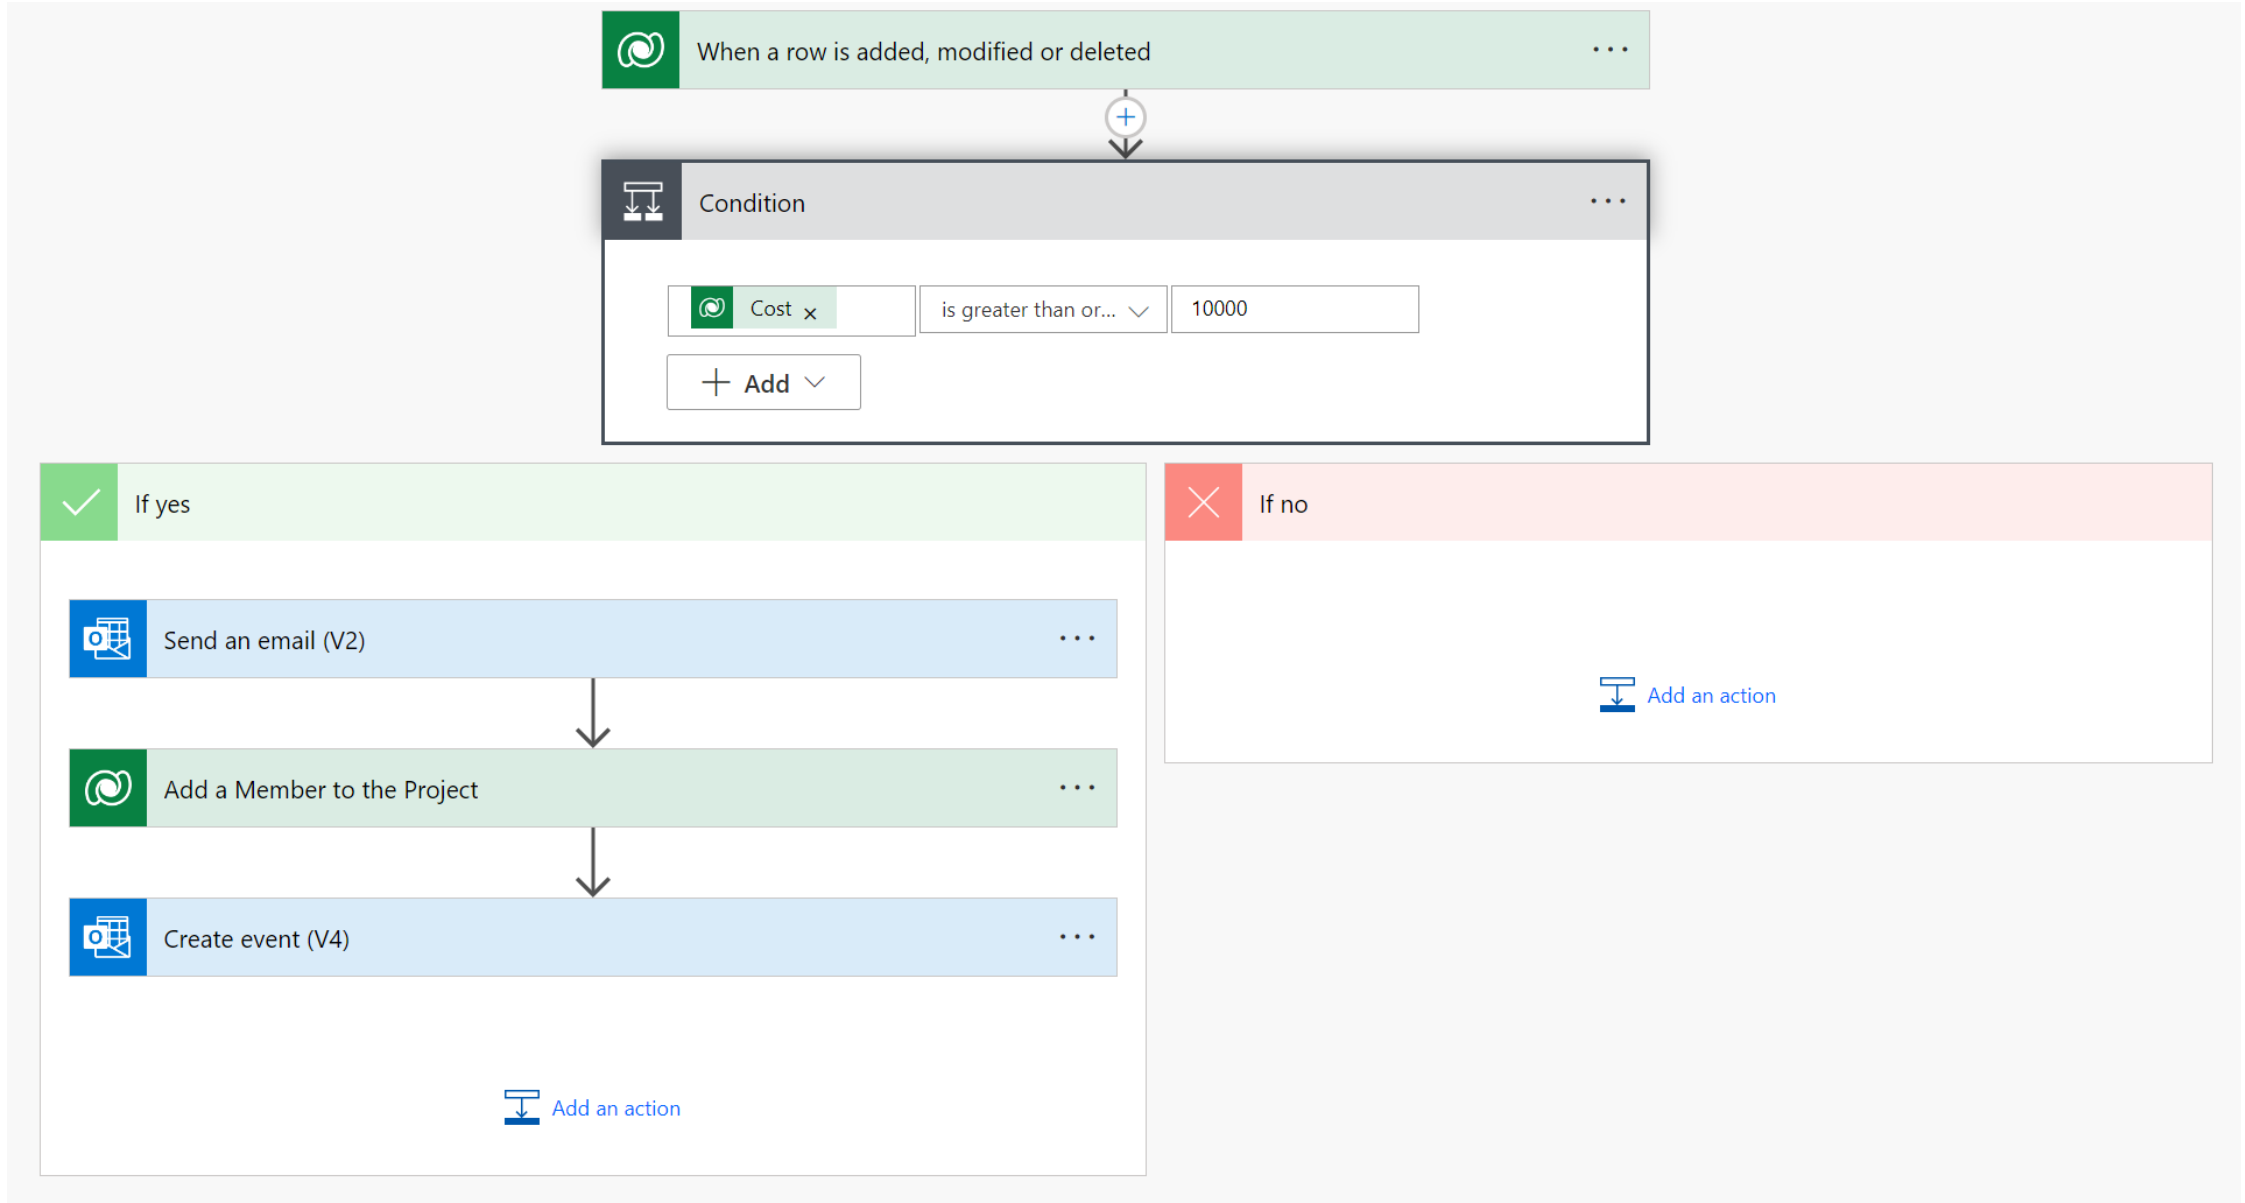 When a row is added, modified or deleted
Condition
Cost
is greater than or...
10000
Add
If yes
If no
Send an email (V2)
Add an action
Add a Member to the Project
Create event (V4)
Add an action